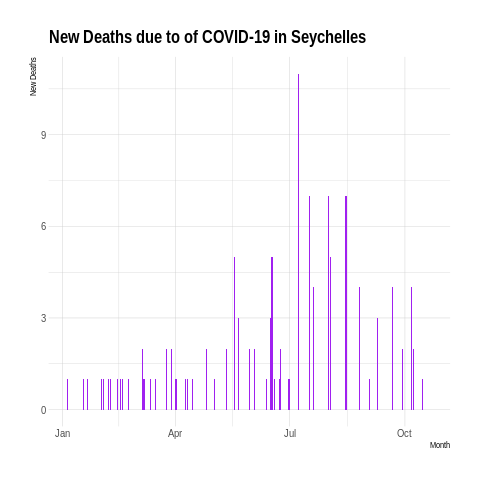 New Deaths due to of COVID-19 in Seychelles
New Deaths
9
6
3
0
Jan Apr Jul Oct
Month